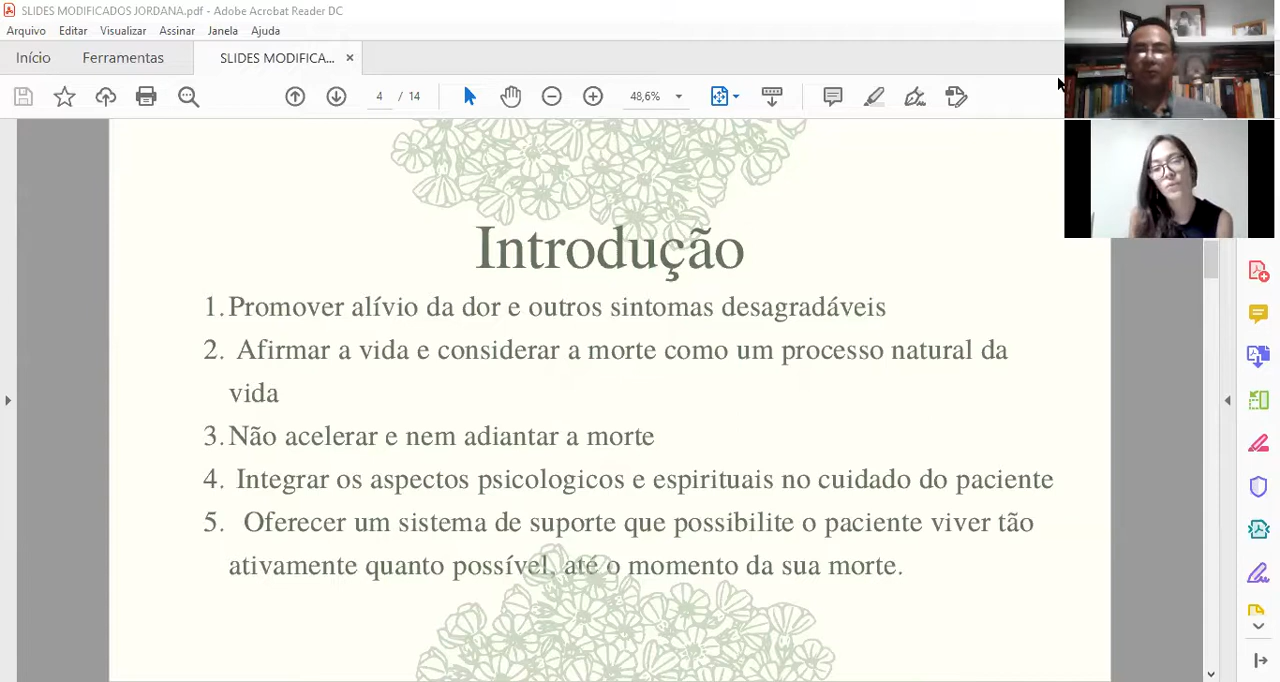 SLIDES MODIFICADOS JORDANA.pdf - Adobe Acrobat Reader DC
Arquivo Editar Visualizar Assinar Janela Ajuda
Início Ferramentas SLIDES MODIFICA... ×
4 / 14 48,6%
Introdução
1. Promover alívio da dor e outros sintomas desagradáveis
2. Afirmar a vida e considerar a morte como um processo natural da
vida
3. Não acelerar e nem adiantar a morte
4. Integrar os aspectos psicologicos e espirituais no cuidado do paciente
5. Oferecer um sistema de suporte que possibilite o paciente viver tão
ativamente quanto possível, até o momento da sua morte.